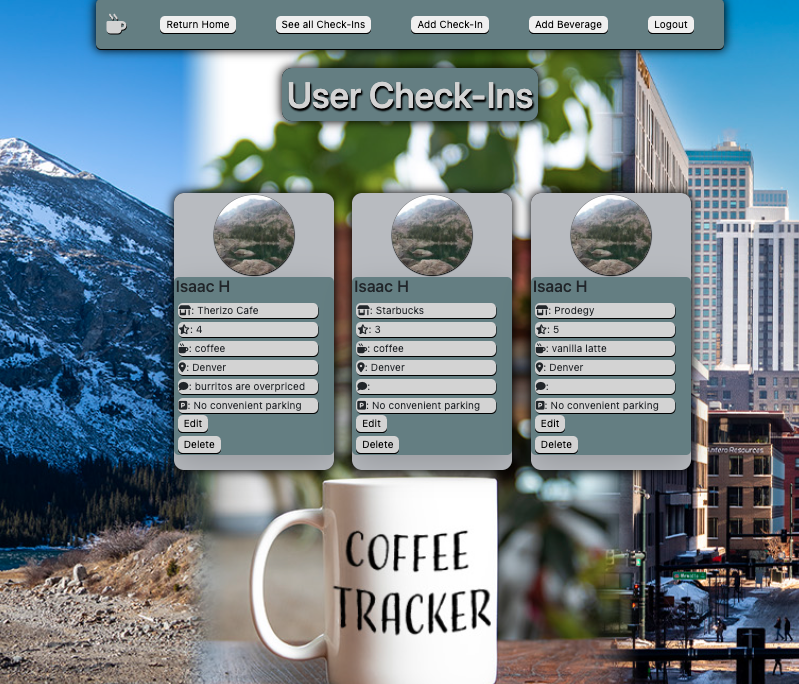 Return Home
See all Check-Ins
Add Check-In
Add Beverage
Logout
User Check-Ins
Isaac H
: Therizo Cafe
: 4
: coffee
: Denver
: burritos are overpriced
P: No convenient parking
Edit
Delete
Isaac H
: Starbucks
: 3
: coffee
: Denver
:
P: No convenient parking
Edit
Delete
Isaac H
: Prodegy
: 5
: vanilla latte
: Denver
:
P: No convenient parking
Edit
Delete
Resources
COFFEE
TRACKER